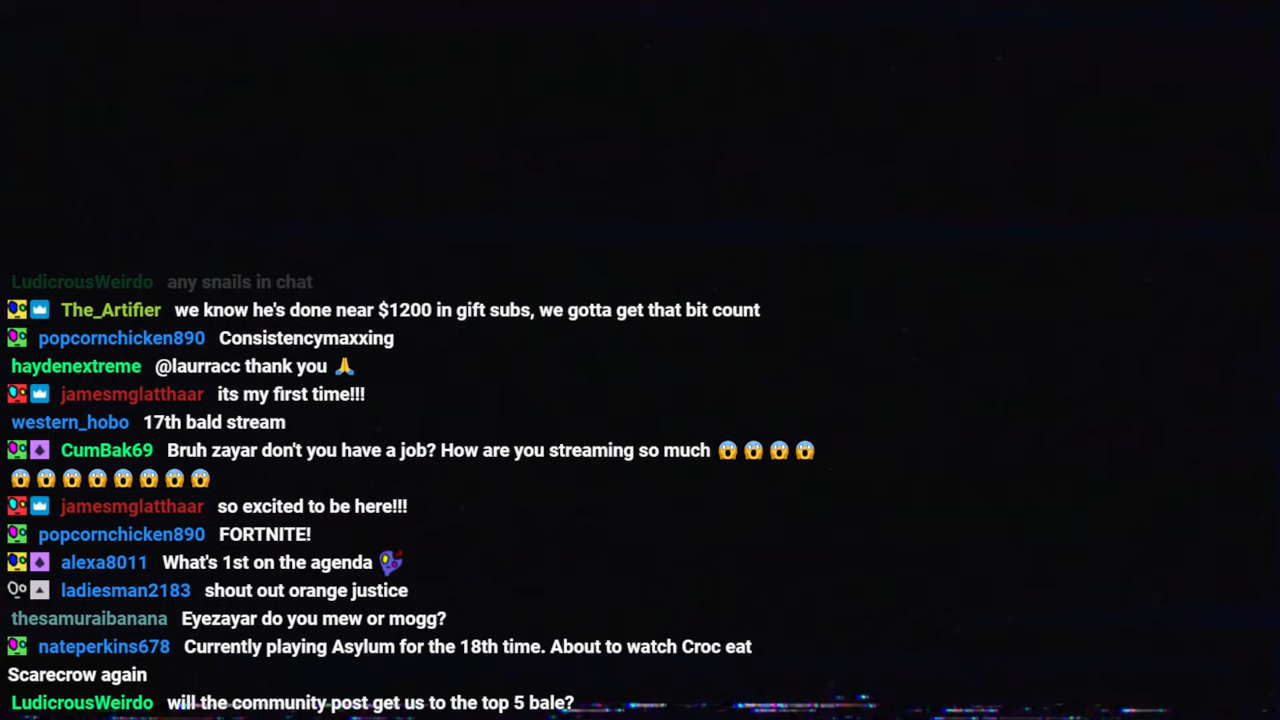 LudicrousWeirdo any snails in chat
The_Artifier we know he's done near $1200 in gift subs, we gotta get that bit count
popcornchicken890 Consistencymaxxing
haydenextreme @laurracc thank you 🙏
jamesmglatthaar its my first time!!!
western_hobo 17th bald stream
CumBak69 Bruh zayar don't you have a job? How are you streaming so much 😱 😱 😱 😱
😱 😱 😱 😱 😱 😱 😱 😱
jamesmglatthaar so excited to be here!!!
popcornchicken890 FORTNITE!
alexa8011 What's 1st on the agenda
ladiesman2183 shout out orange justice
thesamuraibanana Eyezayar do you mew or mogg?
nateperkins678 Currently playing Asylum for the 18th time. About to watch Croc eat
Scarecrow again
LudicrousWeirdo will the community post get us to the top 5 bale?